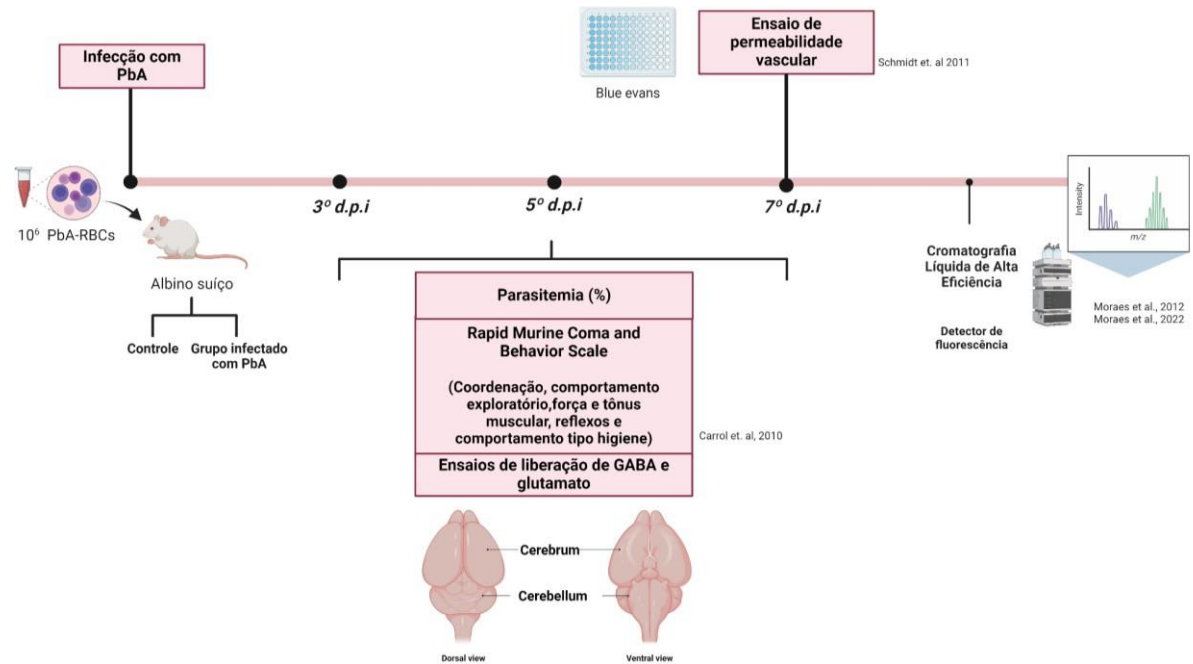 Infecção com
PbA
Blue evans
Ensaio de
permeabilidade
vascular
Schmidt et. al 2011
10⁶ PbA-RBCs
3º d.p.i
5º d.p.i
7º d.p.i
Albino suíço
Controle
Grupo infectado
com PbA
Parasitemia (%)
Rapid Murine Coma and
Behavior Scale
(Coordenação, comportamento
exploratório,força e tônus
muscular, reflexos e
comportamento tipo higiene)
Carrol et. al, 2010
Ensaios de liberação de GABA e
glutamato
Cromatografia
Líquida de Alta
Eficiência
Detector de
fluorescência
Intensity
m/z
Moraes et al., 2012
Moraes et al., 2022
Cerebrum
Cerebellum
Dorsal view
Ventral view